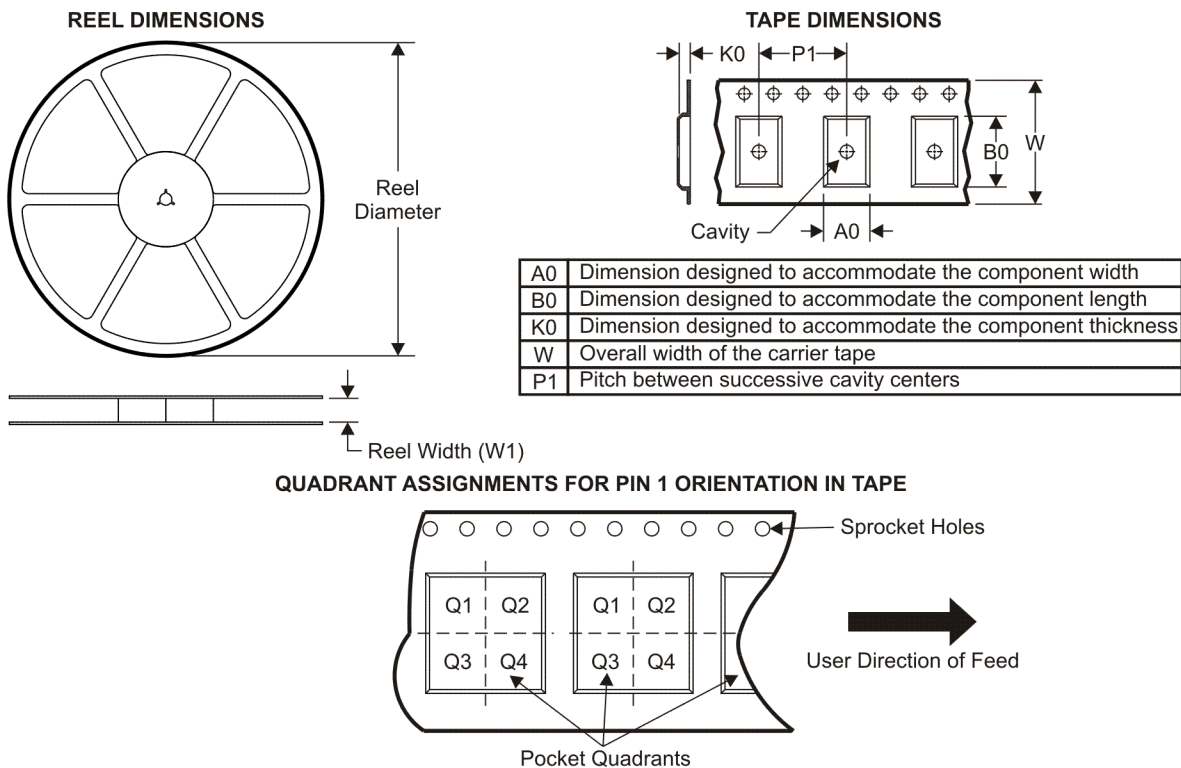 REEL DIMENSIONS
Reel
Diameter
Reel Width (W1)
TAPE DIMENSIONS
K0 P1
B0 W
Cavity A0
A0 Dimension designed to accommodate the component width
B0 Dimension designed to accommodate the component length
K0 Dimension designed to accommodate the component thickness
W Overall width of the carrier tape
P1 Pitch between successive cavity centers
QUADRANT ASSIGNMENTS FOR PIN 1 ORIENTATION IN TAPE
Sprocket Holes
Q1 Q2 Q1 Q2
Q3 Q4 Q3 Q4
User Direction of Feed
Pocket Quadrants